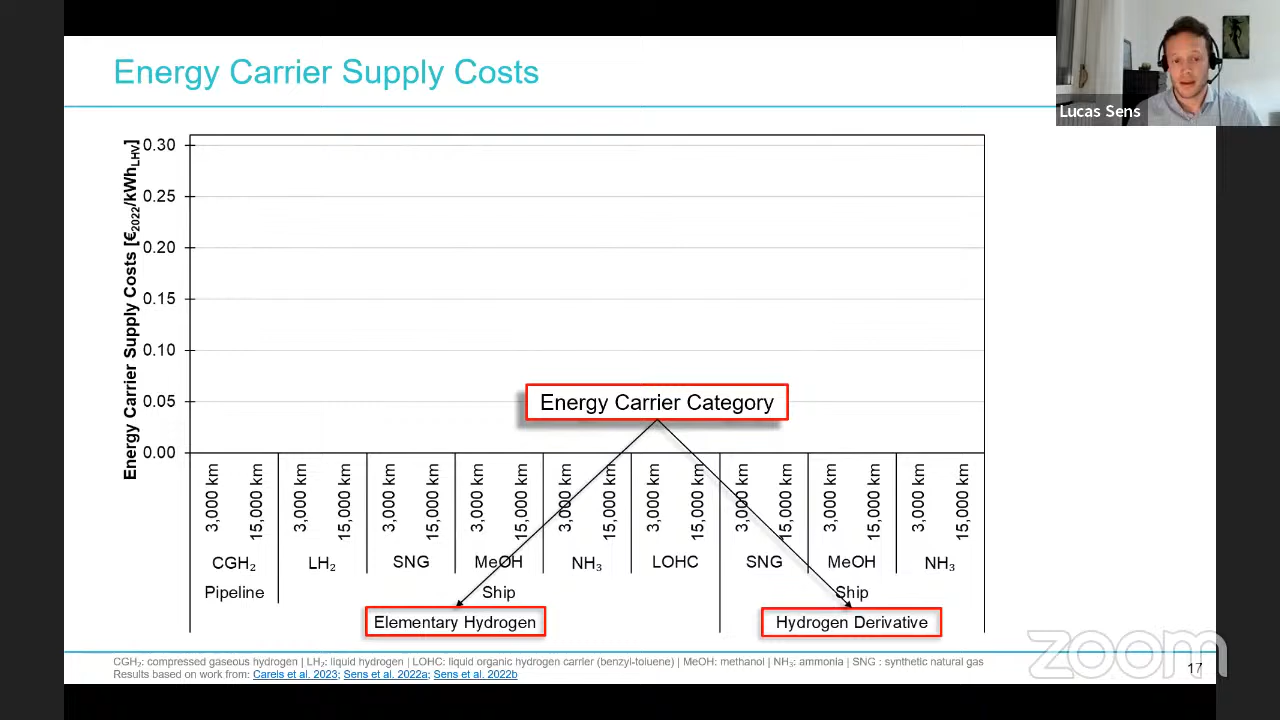 Energy Carrier Supply Costs
Lucas Sens
Energy Carrier Supply Costs [€2022/kWhLHV]
0.30
0.25
0.20
0.15
0.10
0.05
0.00
Energy Carrier Category
3,000 km 15,000 km 3,000 km 15,000 km 3,000 km 15,000 km 3,000 km 15,000 km 3,000 km 15,000 km 3,000 km 15,000 km 3,000 km 15,000 km 3,000 km 15,000 km 3,000 km 15,000 km
CGH₂ LH₂ SNG MeOH NH₃ LOHC SNG MeOH NH₃
Pipeline Ship Ship
Elementary Hydrogen Hydrogen Derivative
CGH₂: compressed gaseous hydrogen | LH₂: liquid hydrogen | LOHC: liquid organic hydrogen carrier (benzyl-toluene) | MeOH: methanol | NH₃: ammonia | SNG : synthetic natural gas
Results based on work from: Carels et al. 2023; Sens et al. 2022a; Sens et al. 2022b
17
zoom